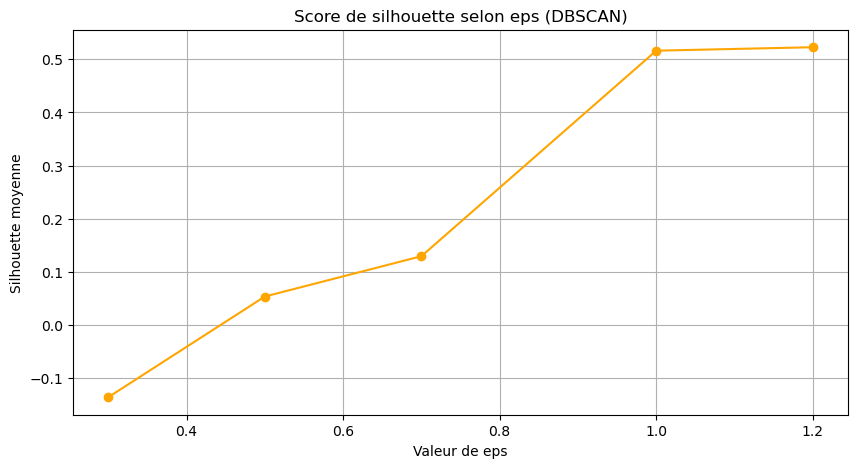 Score de silhouette selon eps (DBSCAN)
Silhouette moyenne
0.5
0.4
0.3
0.2
0.1
0.0
−0.1
0.4 0.6 0.8 1.0 1.2
Valeur de eps